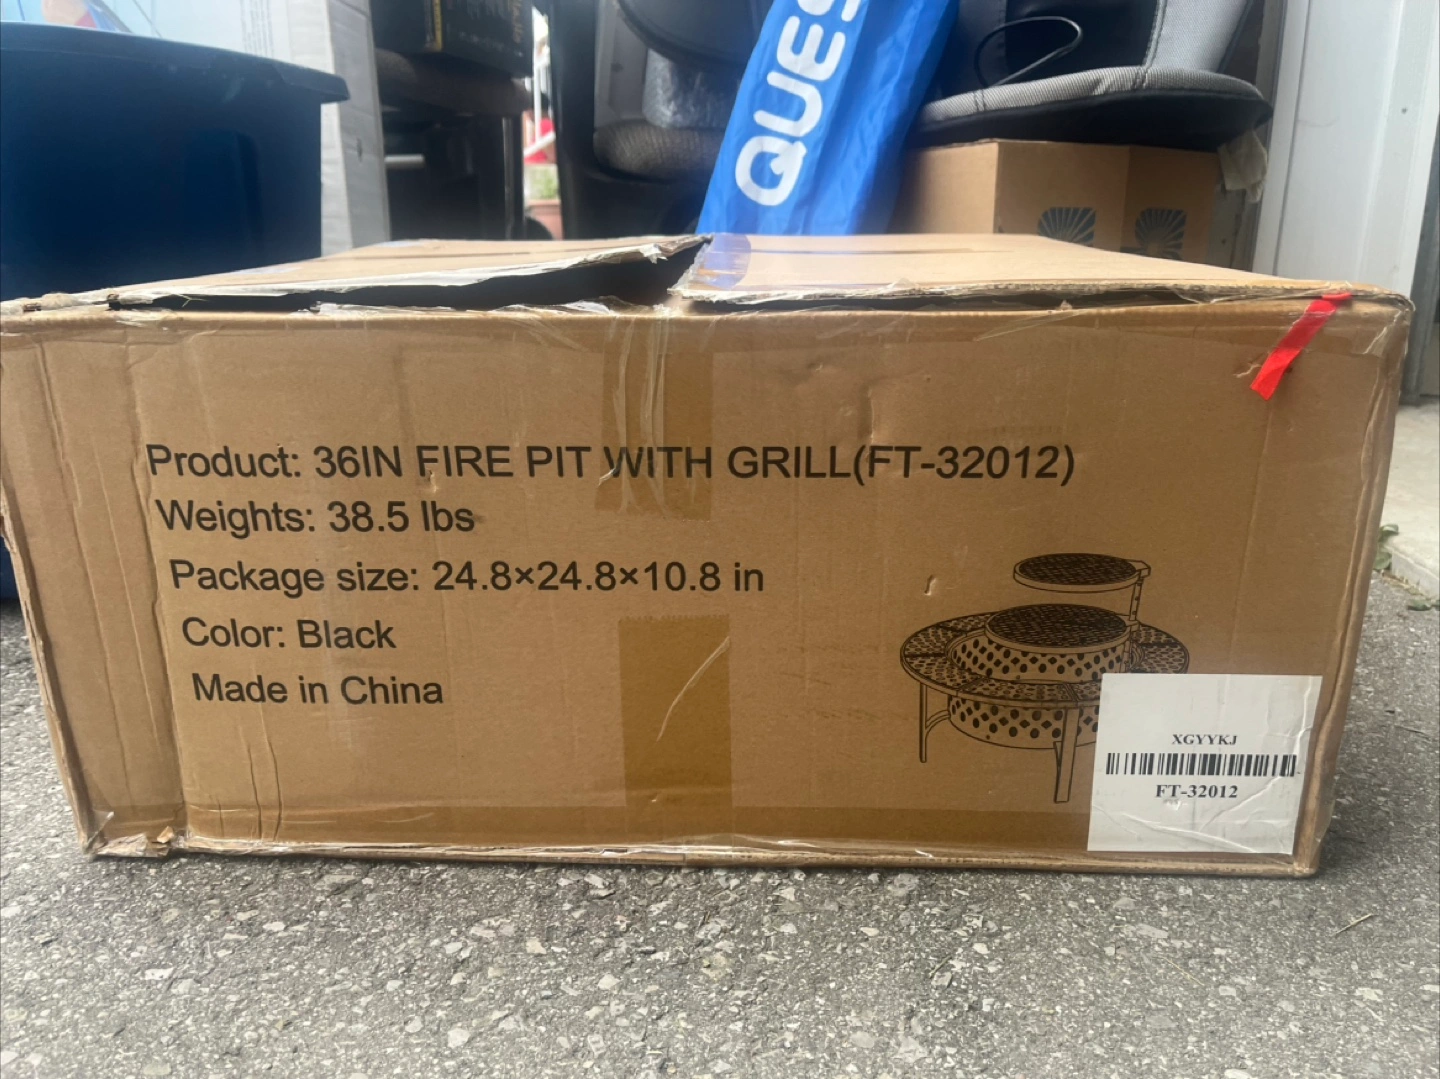 QUES
Product: 36IN FIRE PIT WITH GRILL(FT-32012)
Weights: 38.5 lbs
Package size: 24.8×24.8×10.8 in
Color: Black
Made in China
XGYYKJ
FT-32012